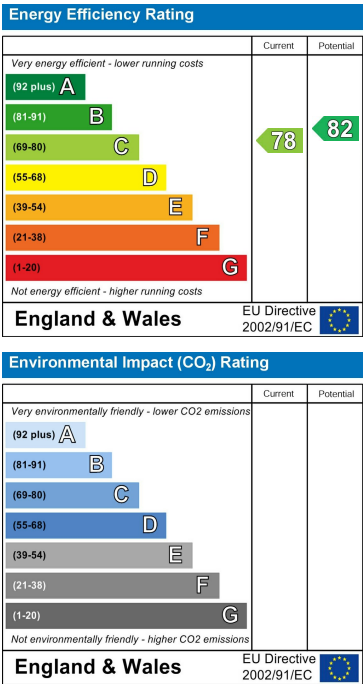 Energy Efficiency Rating
Current Potential
Very energy efficient - lower running costs
(92 plus) A
(81-91) B
(69-80) C
(55-68) D
(39-54) E
(21-38) F
(1-20) G
78 82
Not energy efficient - higher running costs
England & Wales
EU Directive
2002/91/EC
Environmental Impact (CO₂) Rating
Current Potential
Very environmentally friendly - lower CO2 emissions
(92 plus) A
(81-91) B
(69-80) C
(55-68) D
(39-54) E
(21-38) F
(1-20) G
Not environmentally friendly - higher CO2 emissions
England & Wales
EU Directive
2002/91/EC